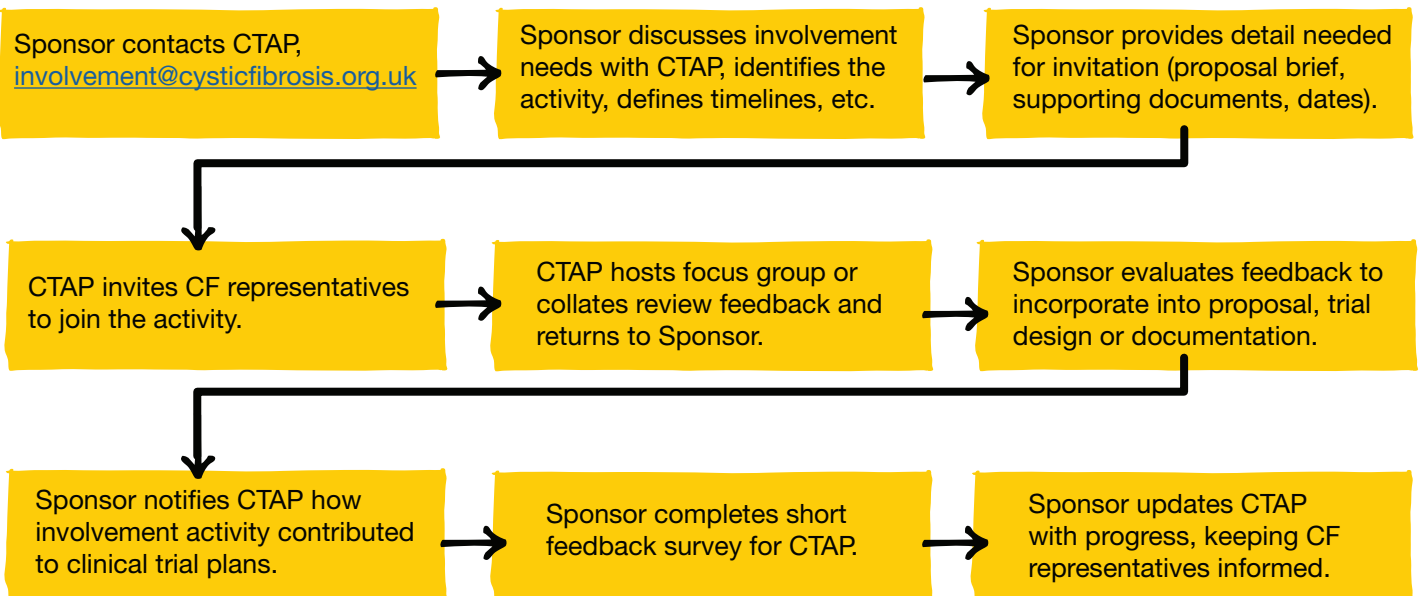 Sponsor contacts CTAP,
involvement@cysticfibrosis.org.uk
Sponsor discusses involvement
needs with CTAP, identifies the
activity, defines timelines, etc.
Sponsor provides detail needed
for invitation (proposal brief,
supporting documents, dates).
CTAP invites CF representatives
to join the activity.
CTAP hosts focus group or
collates review feedback and
returns to Sponsor.
Sponsor evaluates feedback to
incorporate into proposal, trial
design or documentation.
Sponsor notifies CTAP how
involvement activity contributed
to clinical trial plans.
Sponsor completes short
feedback survey for CTAP.
Sponsor updates CTAP
with progress, keeping CF
representatives informed.